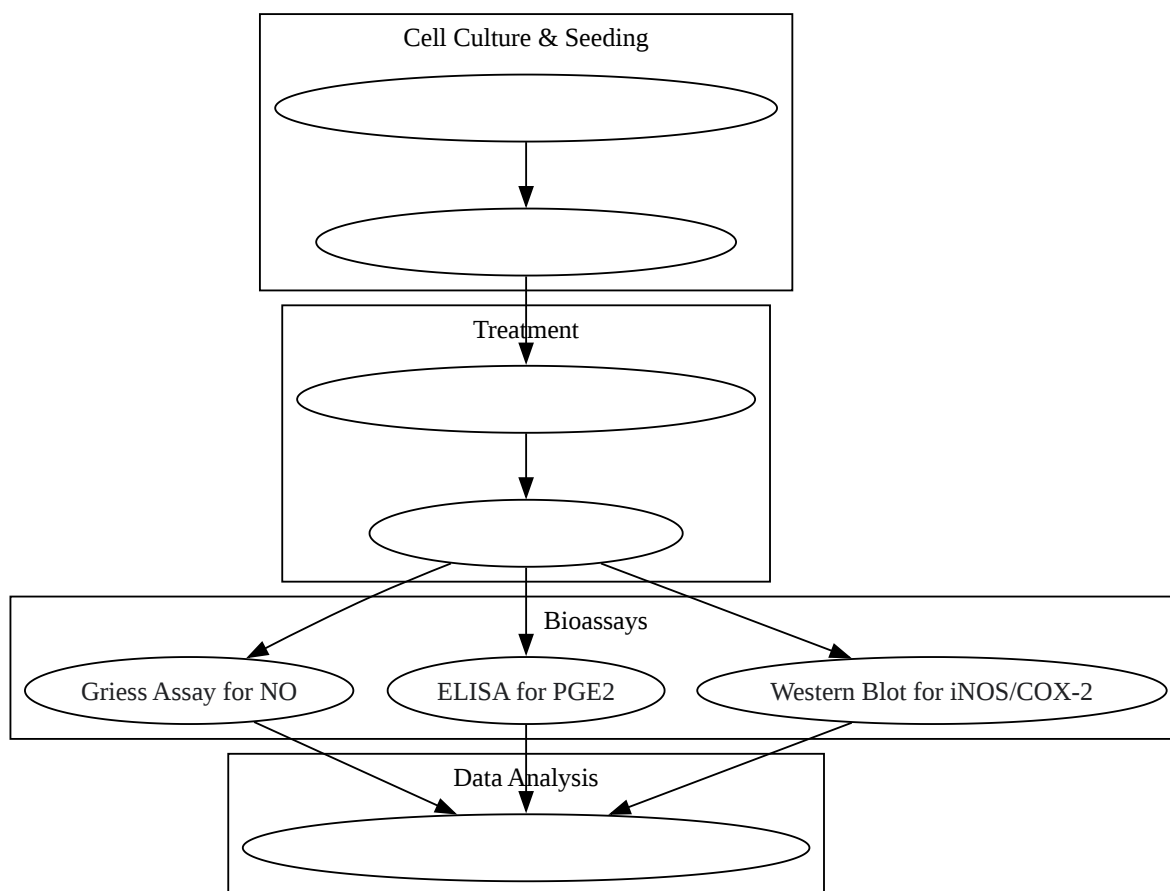 Cell Culture & Seeding
Treatment
Bioassays
Griess Assay for NO
ELISA for PGE2
Western Blot for iNOS/COX-2
Data Analysis